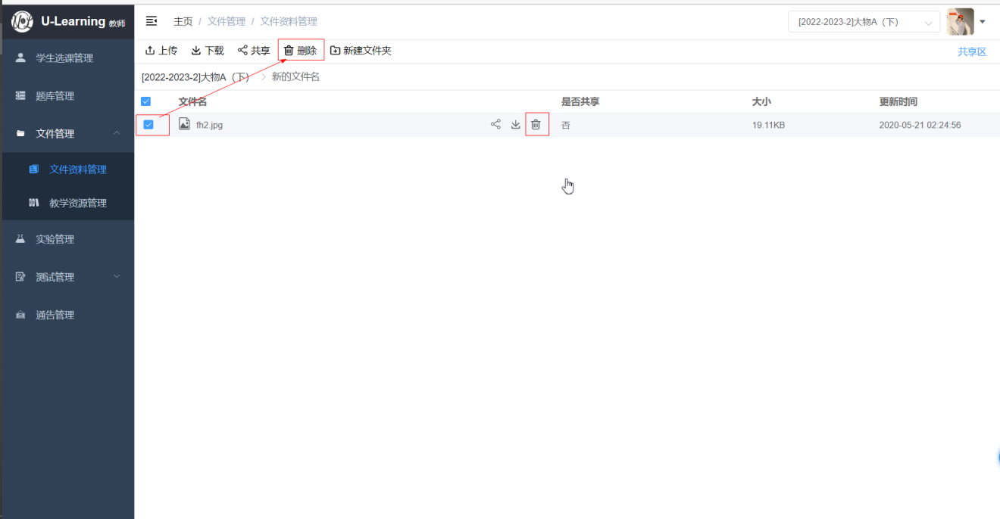 U-Learning 教师
主页 / 文件管理 / 文件资料管理
[2022-2023-2]大物A（下）
学生选课管理
题库管理
文件管理
文件资料管理
教学资源管理
实验管理
测试管理
通告管理
上传 下载 共享 删除 新建文件夹
共享区
[2022-2023-2]大物A（下） 新的文件名
文件名 是否共享 大小 更新时间
fh2.jpg 否 19.11KB 2020-05-21 02:24:56